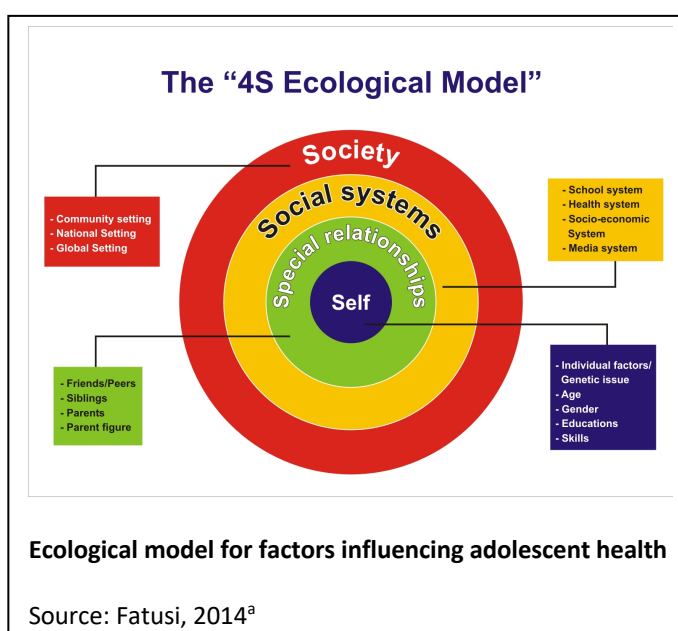 The “4S Ecological Model”
Society
Social systems
Special relationships
Self
- Community setting
- National Setting
- Global Setting
- School system
- Health system
- Socio-economic
System
- Media system
- Friends/Peers
- Siblings
- Parents
- Parent figure
- Individual factors/
Genetic issue
- Age
- Gender
- Educations
- Skills
Ecological model for factors influencing adolescent health
Source: Fatusi, 2014ª